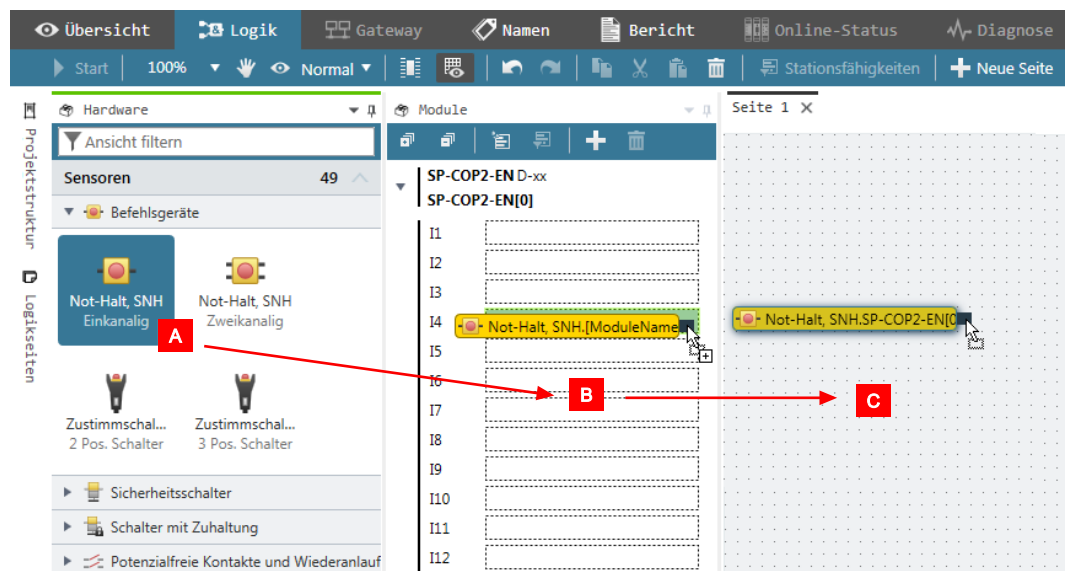 Übersicht Logik Gateway Namen Bericht Online-Status Diagnose
Start 100% Normal Stationsfähigkeiten Neue Seite
Projektstruktur
Logikseiten
Hardware
Ansicht filtern
Sensoren 49
Befehlsgeräte
Not-Halt, SNH
Einkanalig
Not-Halt, SNH
Zweikanalig
A
Zustimmschal...
2 Pos. Schalter
Zustimmschal...
3 Pos. Schalter
Sicherheitsschalter
Schalter mit Zuhaltung
Potenzialfreie Kontakte und Wiederanlauf
Module
SP-COP2-EN D-xx
SP-COP2-EN[0]
I1
I2
I3
I4 Not-Halt, SNH.[ModuleName
I5
I6
B
I7
I8
I9
I10
I11
I12
Seite 1
Not-Halt, SNH.SP-COP2-EN[0
C